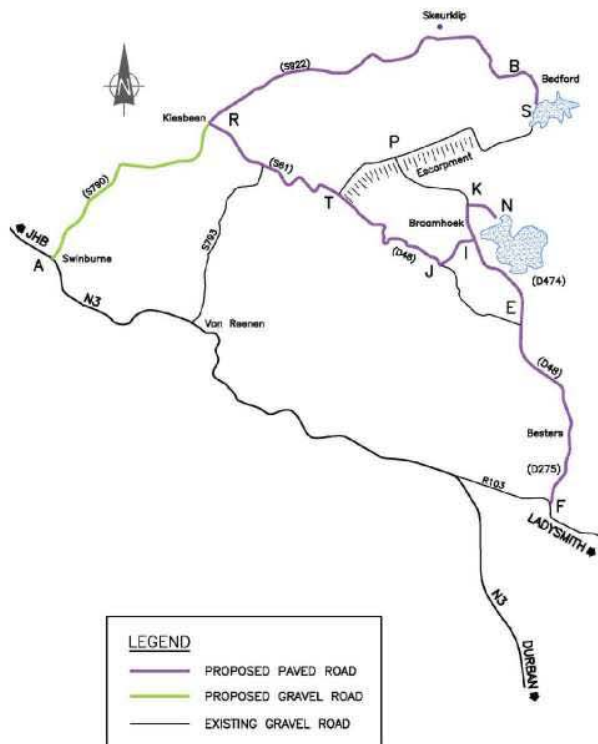 Skeurklip
B
(S922)
Bedford
S
Kiesbeen
R
P
Escarpment
(S61)
T
K
N
(S790)
Braamhoek
JHB
S793
(D48)
I
Swinburne
A
J
(D474)
N3
E
Van Reenen
(D48)
Besters
(D275)
R103
F
LADYSMITH
N3
DURBAN
LEGEND
PROPOSED PAVED ROAD
PROPOSED GRAVEL ROAD
EXISTING GRAVEL ROAD